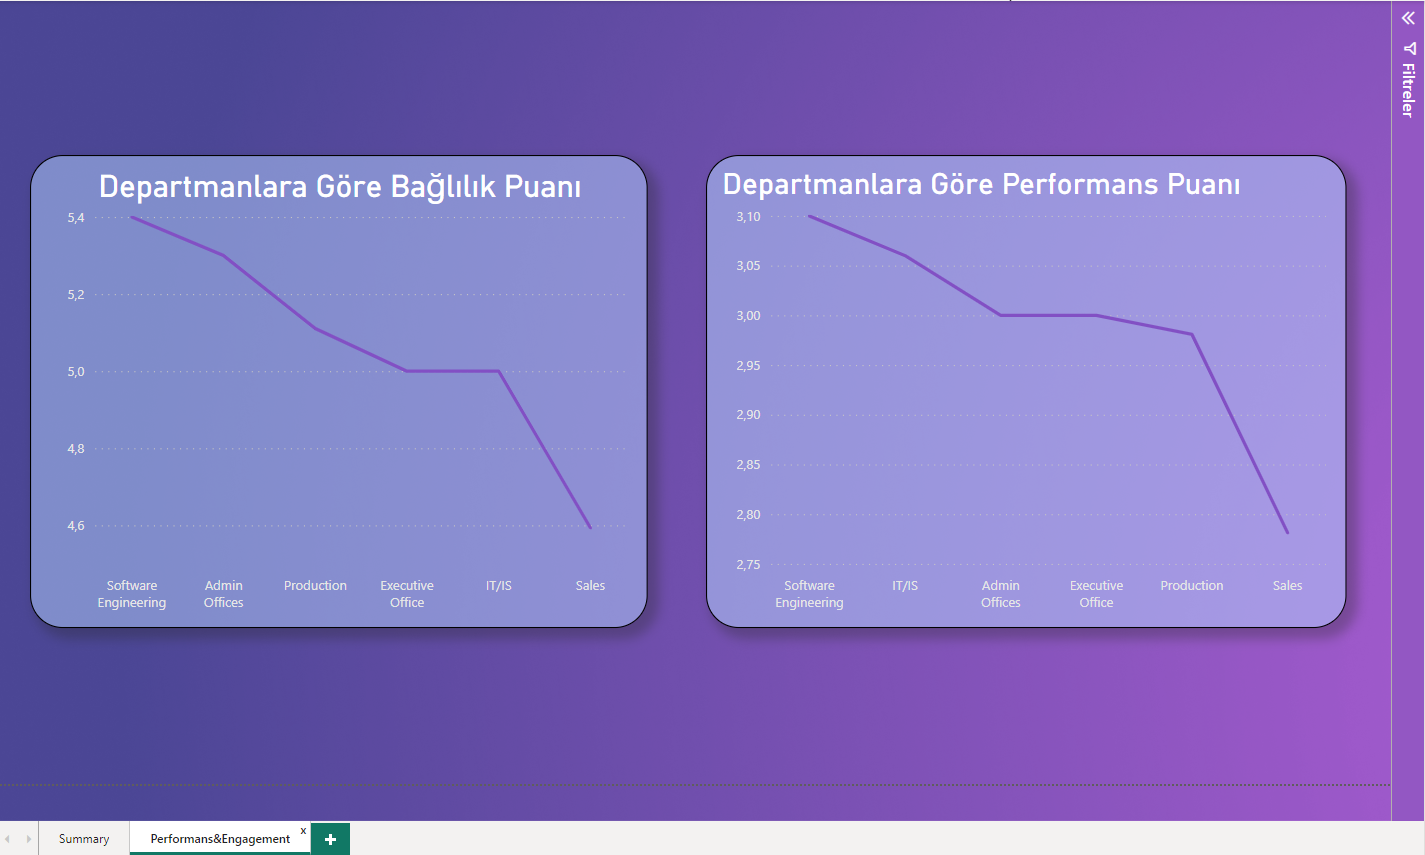 Filtreler
Departmanlara Göre Bağlılık Puanı
5,4
5,2
5,0
4,8
4,6
Software
Engineering
Admin
Offices
Production
Executive
Office
IT/IS
Sales
Departmanlara Göre Performans Puanı
3,10
3,05
3,00
2,95
2,90
2,85
2,80
2,75
Software
Engineering
IT/IS
Admin
Offices
Executive
Office
Production
Sales
Summary
Performans&Engagement
x
+